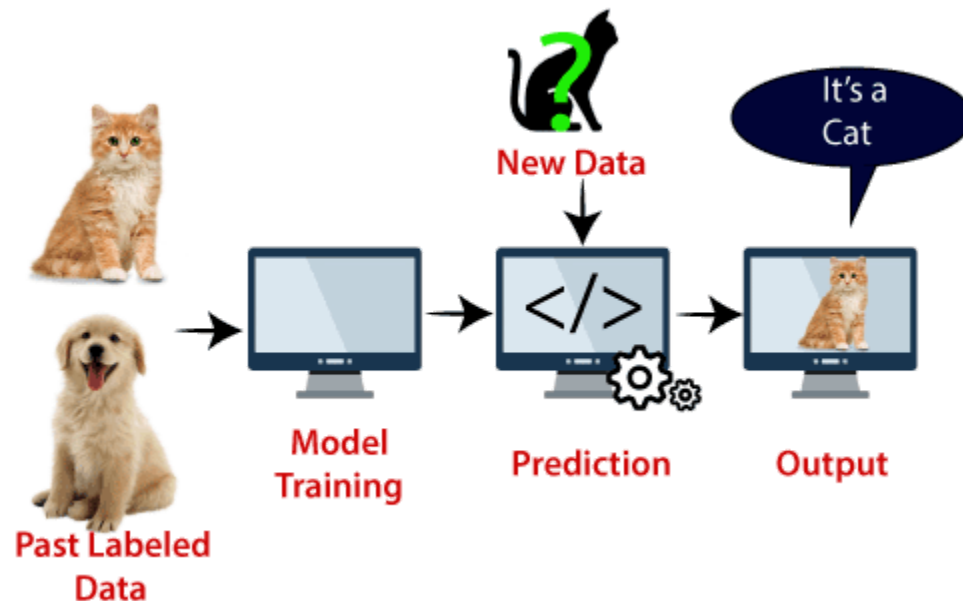 It's a
Cat
?
New Data
</>
Model
Training
Prediction
Output
Past Labeled
Data